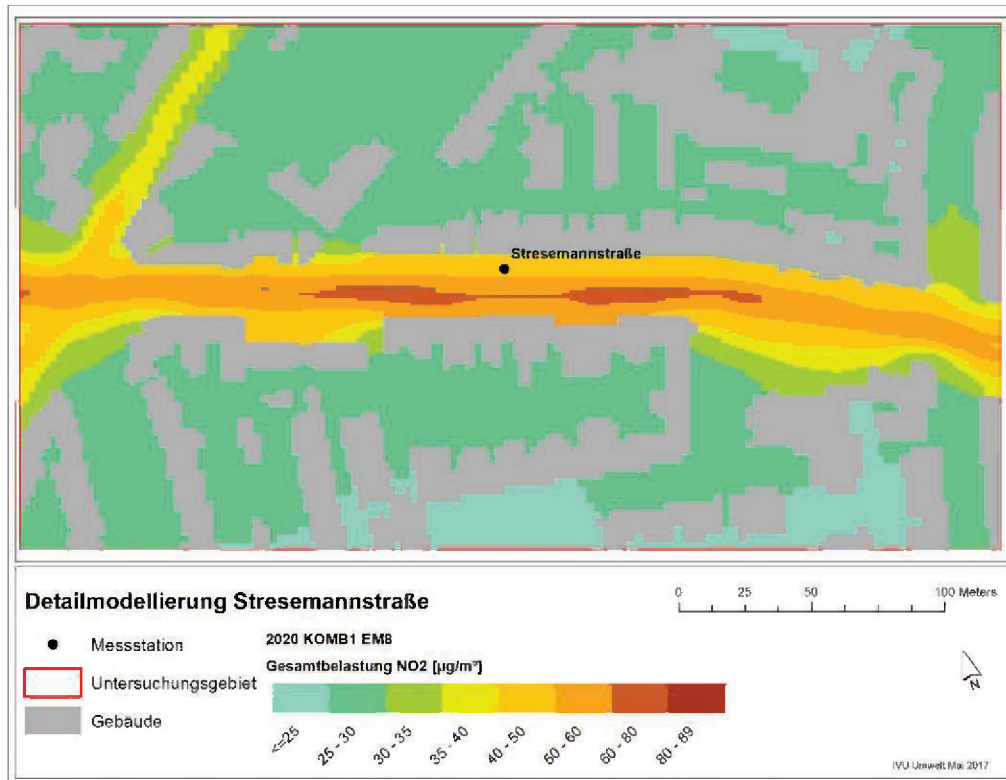 Stresemannstraße
Detailmodellierung Stresemannstraße
0 25 50 100 Meters
Messstation
2020 KOMB1 EM8
Gesamtbelastung NO2 [µg/m³]
Untersuchungsgebiet
Gebäude
<=25 25 - 30 30 - 35 35 - 40 40 - 50 50 - 60 60 - 80 80 - 89
N
IVU Umwelt Mai 2017